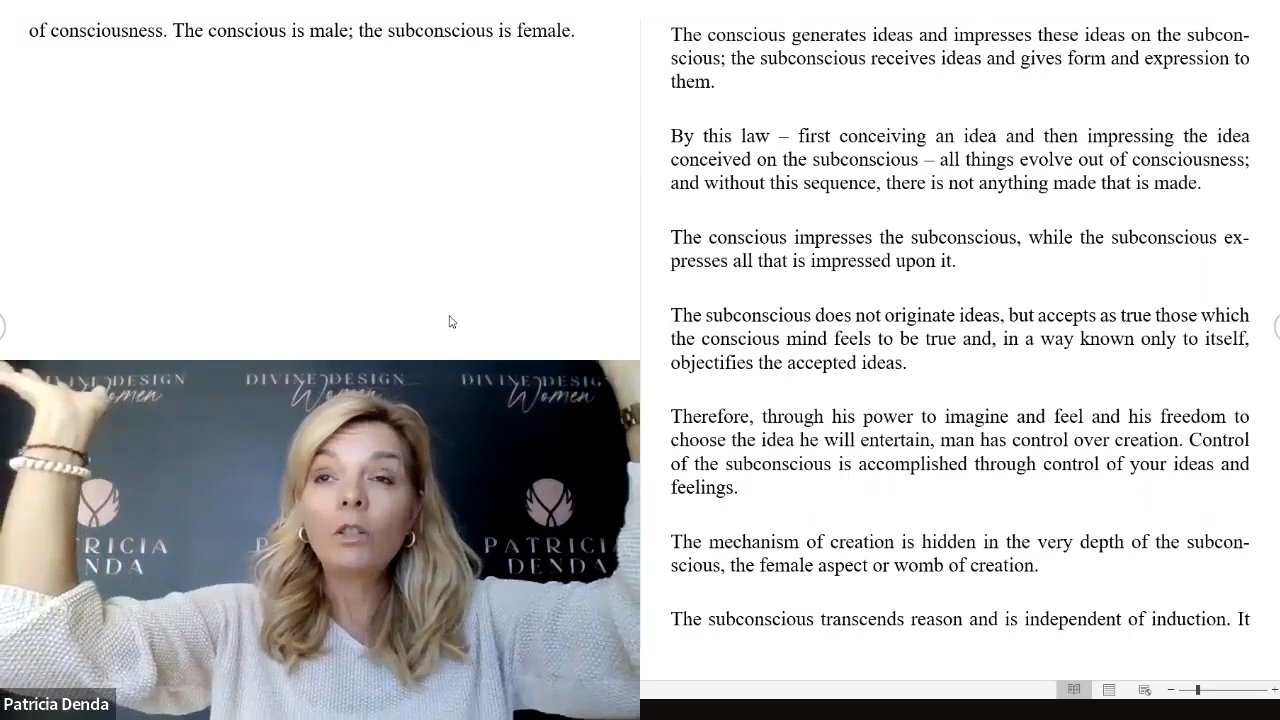 of consciousness. The conscious is male; the subconscious is female.
The conscious generates ideas and impresses these ideas on the subcon-
scious; the subconscious receives ideas and gives form and expression to
them.
By this law – first conceiving an idea and then impressing the idea
conceived on the subconscious – all things evolve out of consciousness;
and without this sequence, there is not anything made that is made.
The conscious impresses the subconscious, while the subconscious ex-
presses all that is impressed upon it.
The subconscious does not originate ideas, but accepts as true those which
the conscious mind feels to be true and, in a way known only to itself,
objectifies the accepted ideas.
Therefore, through his power to imagine and feel and his freedom to
choose the idea he will entertain, man has control over creation. Control
of the subconscious is accomplished through control of your ideas and
feelings.
The mechanism of creation is hidden in the very depth of the subcon-
scious, the female aspect or womb of creation.
The subconscious transcends reason and is independent of induction. It
DIVINE DESIGN DIVINE DESIGN DIVINE DESIG
Women Women Women
TRICIA P PATRICIA
ENDA DENDA
Patricia Denda